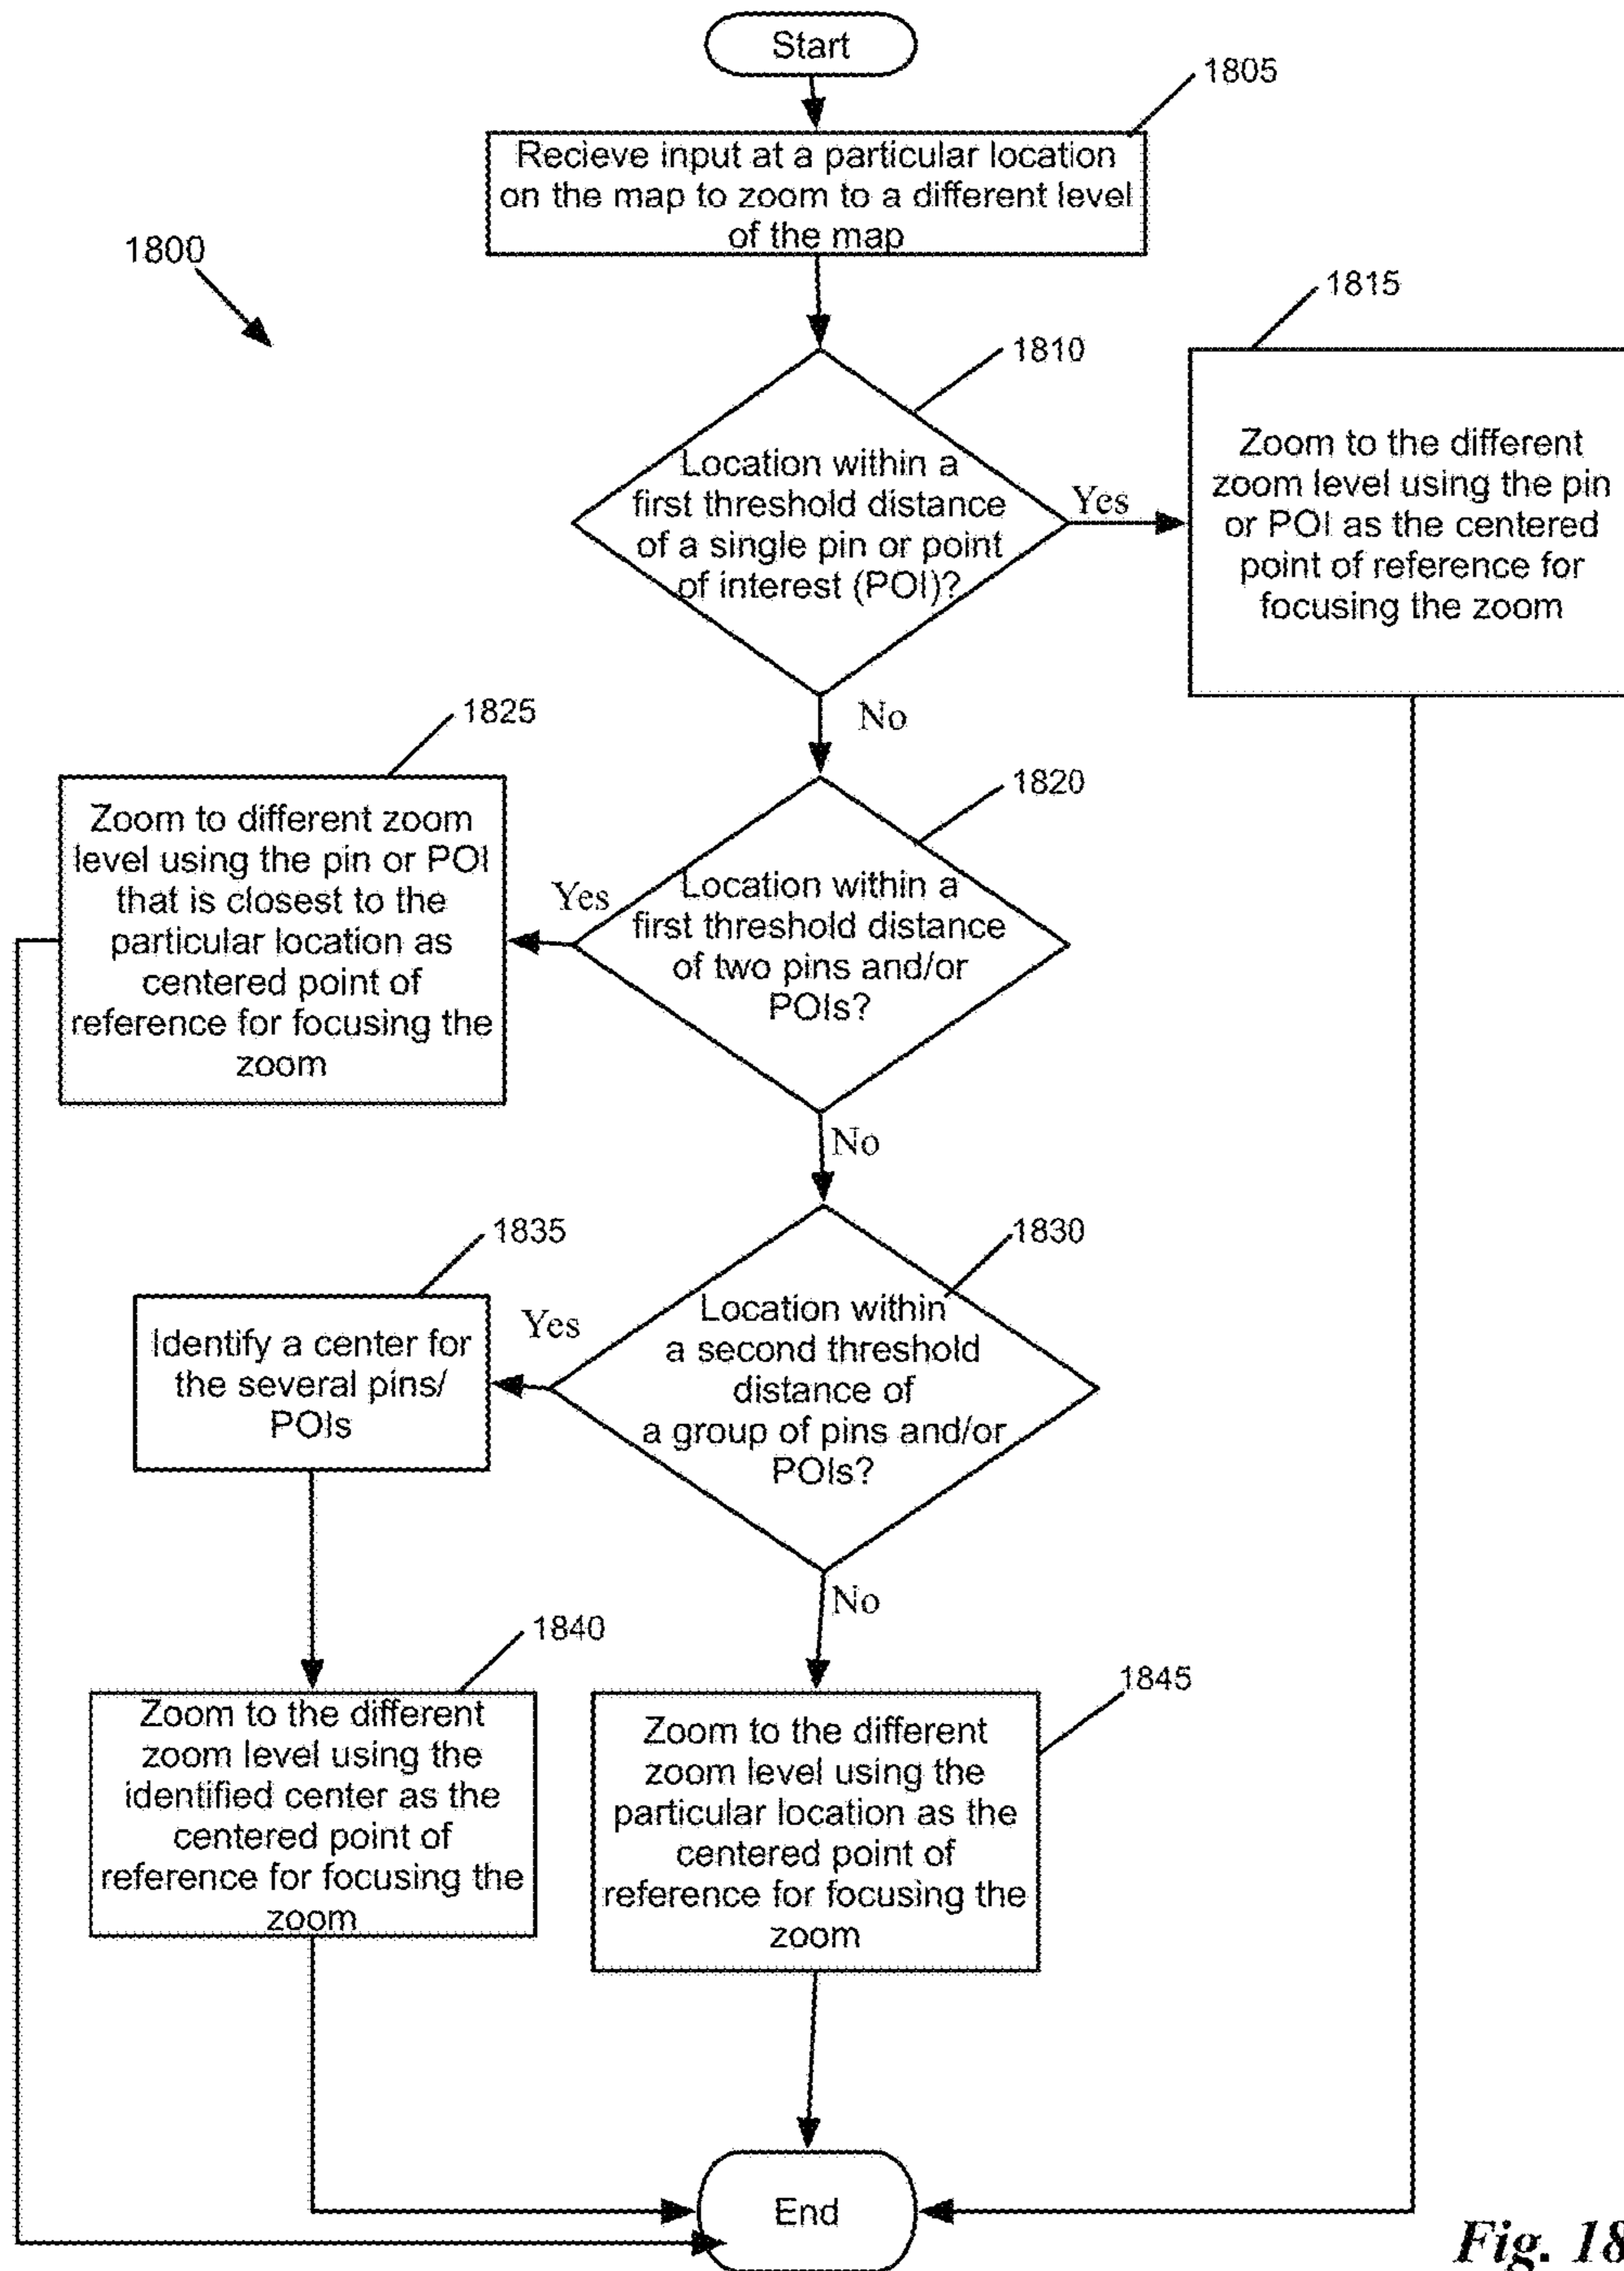 Start
1805
Recieve input at a particular location
on the map to zoom to a different level
of the map
1800
1810
Location within a
first threshold distance
of a single pin or point
of interest (POI)?
Yes
1815
Zoom to the different
zoom level using the pin
or POI as the centered
point of reference for
focusing the zoom
No
1820
Location within a
first threshold distance
of two pins and/or
POIs?
Yes
1825
Zoom to different zoom
level using the pin or POI
that is closest to the
particular location as
centered point of
reference for focusing the
zoom
No
1830
Location within
a second threshold
distance of
a group of pins and/or
POIs?
Yes
1835
Identify a center for
the several pins/
POIs
No
1840
Zoom to the different
zoom level using the
identified center as the
centered point of
reference for focusing the
zoom
1845
Zoom to the different
zoom level using the
particular location as the
centered point of
reference for focusing the
zoom
End
Fig. 18